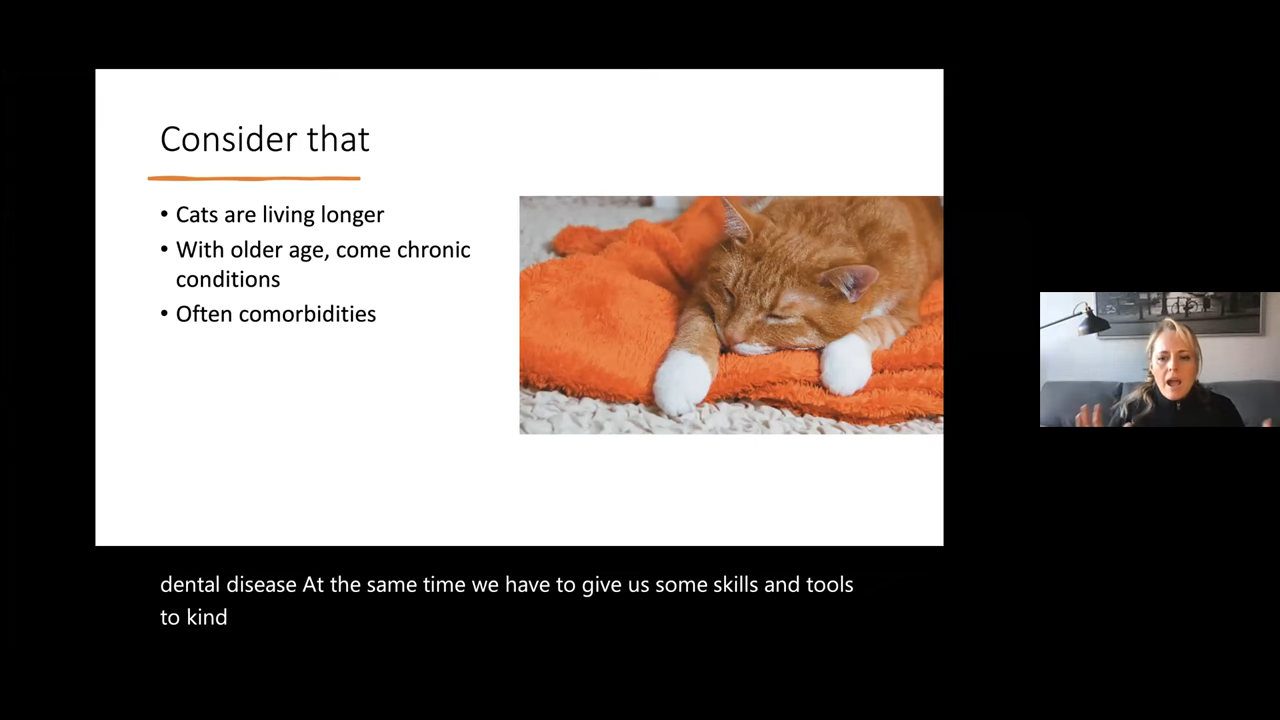 Consider that
• Cats are living longer
• With older age, come chronic
conditions
• Often comorbidities
dental disease At the same time we have to give us some skills and tools
to kind